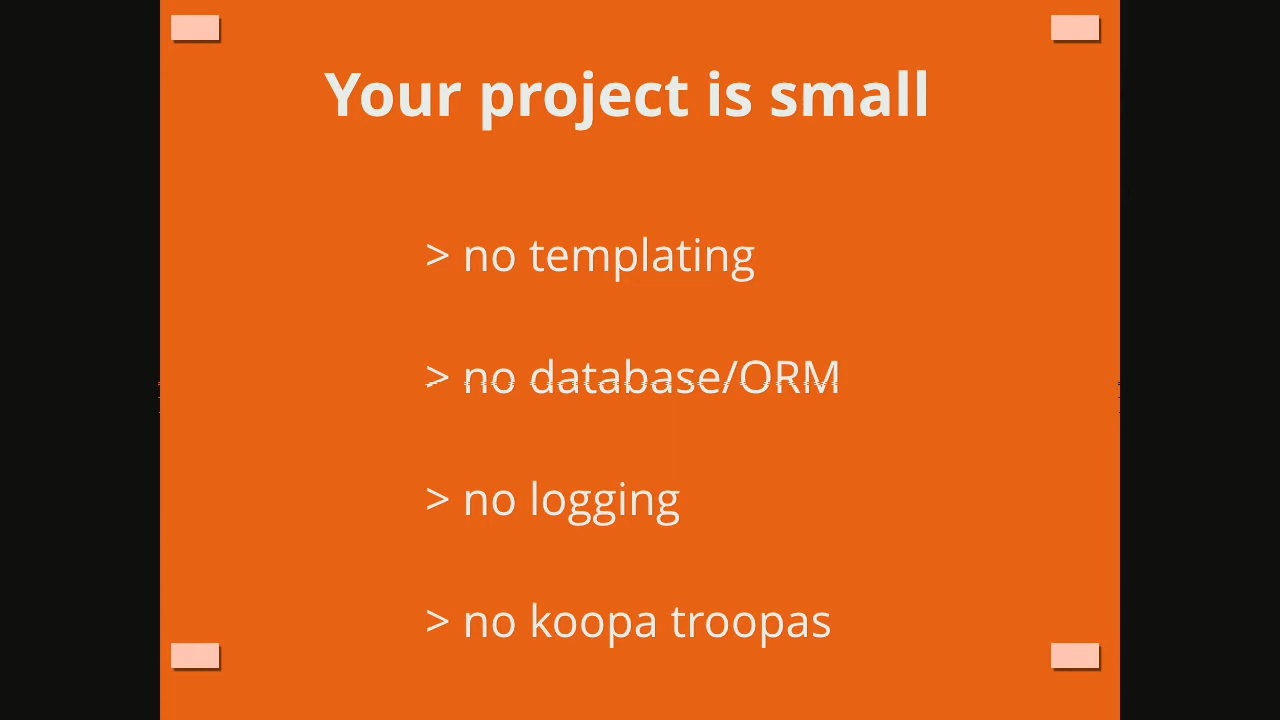 Your project is small
> no templating
> no database/ORM
> no logging
> no koopa troopas